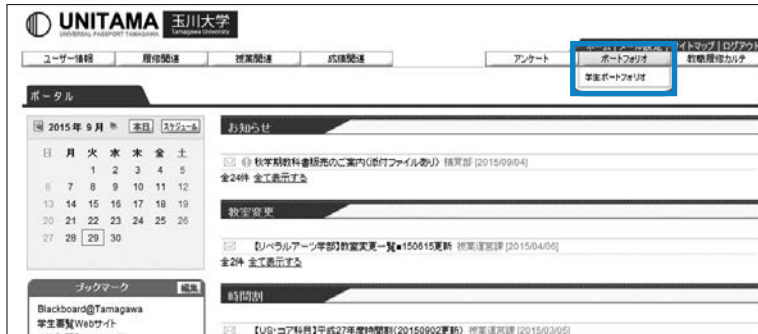 UNITAMA 玉川大学
UNIVERSAL PASSPORT TAMAGAWA Tamagawa University
ホーム | メール設定 | サイトマップ | ログアウト
ユーザー情報 履修関連 授業関連 成績関連 アンケート ポートフォリオ 教職履修カルテ
学生ポートフォリオ
ポータル
2015年 9月 本日 スケジュール
日 月 火 水 木 金 土
1 2 3 4 5
6 7 8 9 10 11 12
13 14 15 16 17 18 19
20 21 22 23 24 25 26
27 28 29 30
ブックマーク 編集
Blackboard@Tamagawa
学生要覧Webサイト
お知らせ
秋学期教科書販売のご案内(添付ファイルあり) 購買部 [2015/09/04]
全24件 全て表示する
教室変更
【リベラルアーツ学部】教室変更一覧■150615更新 授業運営課 [2015/04/06]
全2件 全て表示する
時間割
【US・コア科目】平成27年度時間割(20150902更新) 授業運営課 [2015/03/05]